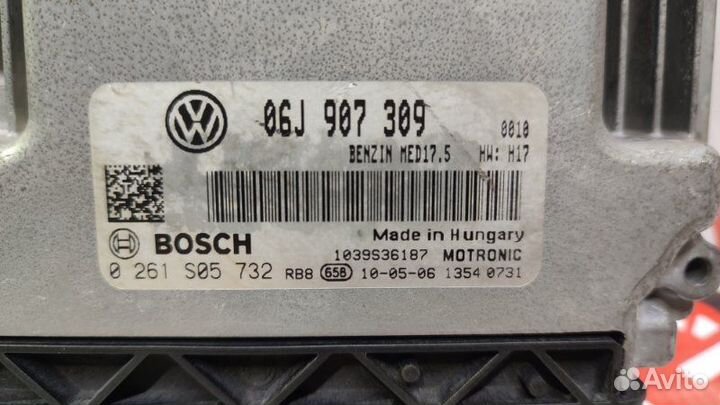 06J 907 309 0010
BENZIN MED17.5 HW: H17
BOSCH
Made in Hungary
1039S36187 MOTRONIC
0 261 S05 732 RB8 658 10-05-06 1354 0731
Avito